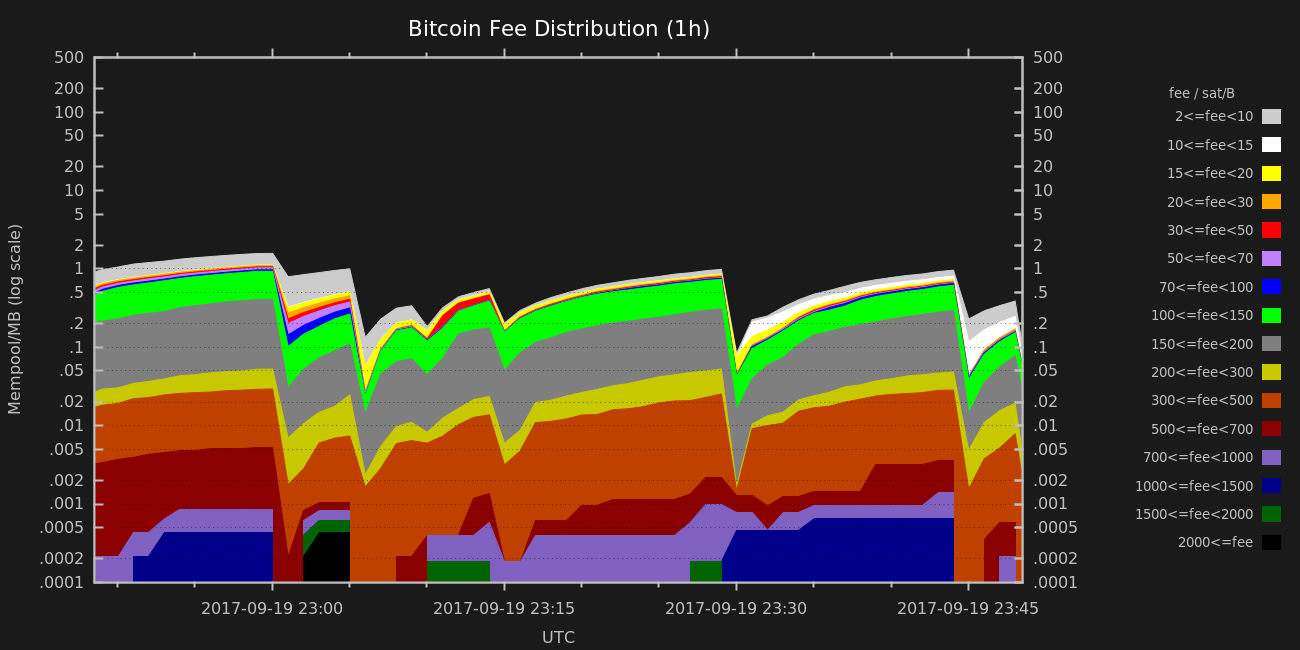 Bitcoin Fee Distribution (1h)
500 500
200 200
100 100
50 50
20 20
10 10
5 5
2 2
1 1
.5 .5
.2 .2
.1 .1
.05 .05
.02 .02
.01 .01
.005 .005
.002 .002
.001 .001
.0005 .0005
.0002 .0002
.0001 .0001
Mempool/MB (log scale)
2017-09-19 23:00 2017-09-19 23:15 2017-09-19 23:30 2017-09-19 23:45
UTC
fee / sat/B
2<=fee<10
10<=fee<15
15<=fee<20
20<=fee<30
30<=fee<50
50<=fee<70
70<=fee<100
100<=fee<150
150<=fee<200
200<=fee<300
300<=fee<500
500<=fee<700
700<=fee<1000
1000<=fee<1500
1500<=fee<2000
2000<=fee